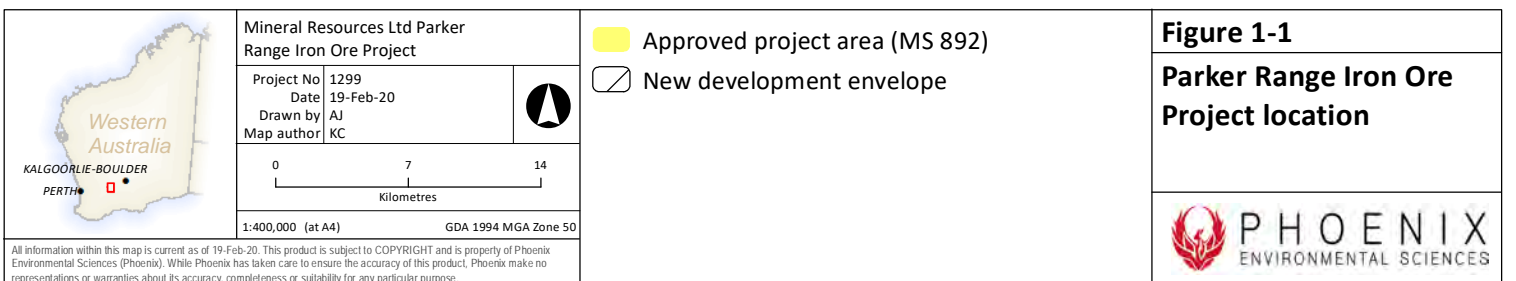 Western
Australia
KALGOORLIE-BOULDER
PERTH
Mineral Resources Ltd Parker
Range Iron Ore Project
Project No 1299
Date 19-Feb-20
Drawn by AJ
Map author KC
0 7 14
Kilometres
1:400,000 (at A4) GDA 1994 MGA Zone 50
All information within this map is current as of 19-Feb-20. This product is subject to COPYRIGHT and is property of Phoenix
Environmental Sciences (Phoenix). While Phoenix has taken care to ensure the accuracy of this product, Phoenix make no
representations or warranties about its accuracy, completeness or suitability for any particular purpose.
Approved project area (MS 892)
New development envelope
Figure 1-1
Parker Range Iron Ore
Project location
PHOENIX
ENVIRONMENTAL SCIENCES